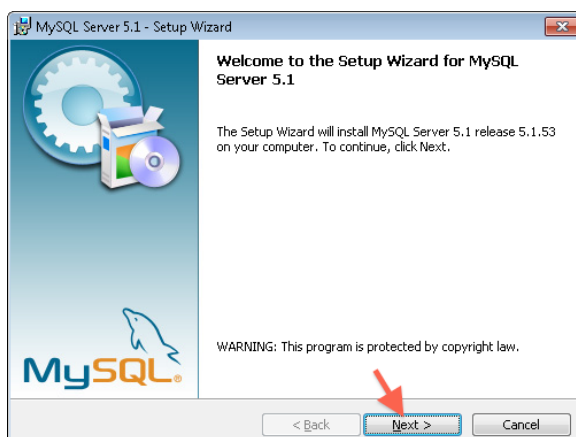 MySQL Server 5.1 - Setup Wizard
Welcome to the Setup Wizard for MySQL
Server 5.1
The Setup Wizard will install MySQL Server 5.1 release 5.1.53
on your computer. To continue, click Next.
WARNING: This program is protected by copyright law.
MySQL®
< Back Next > Cancel